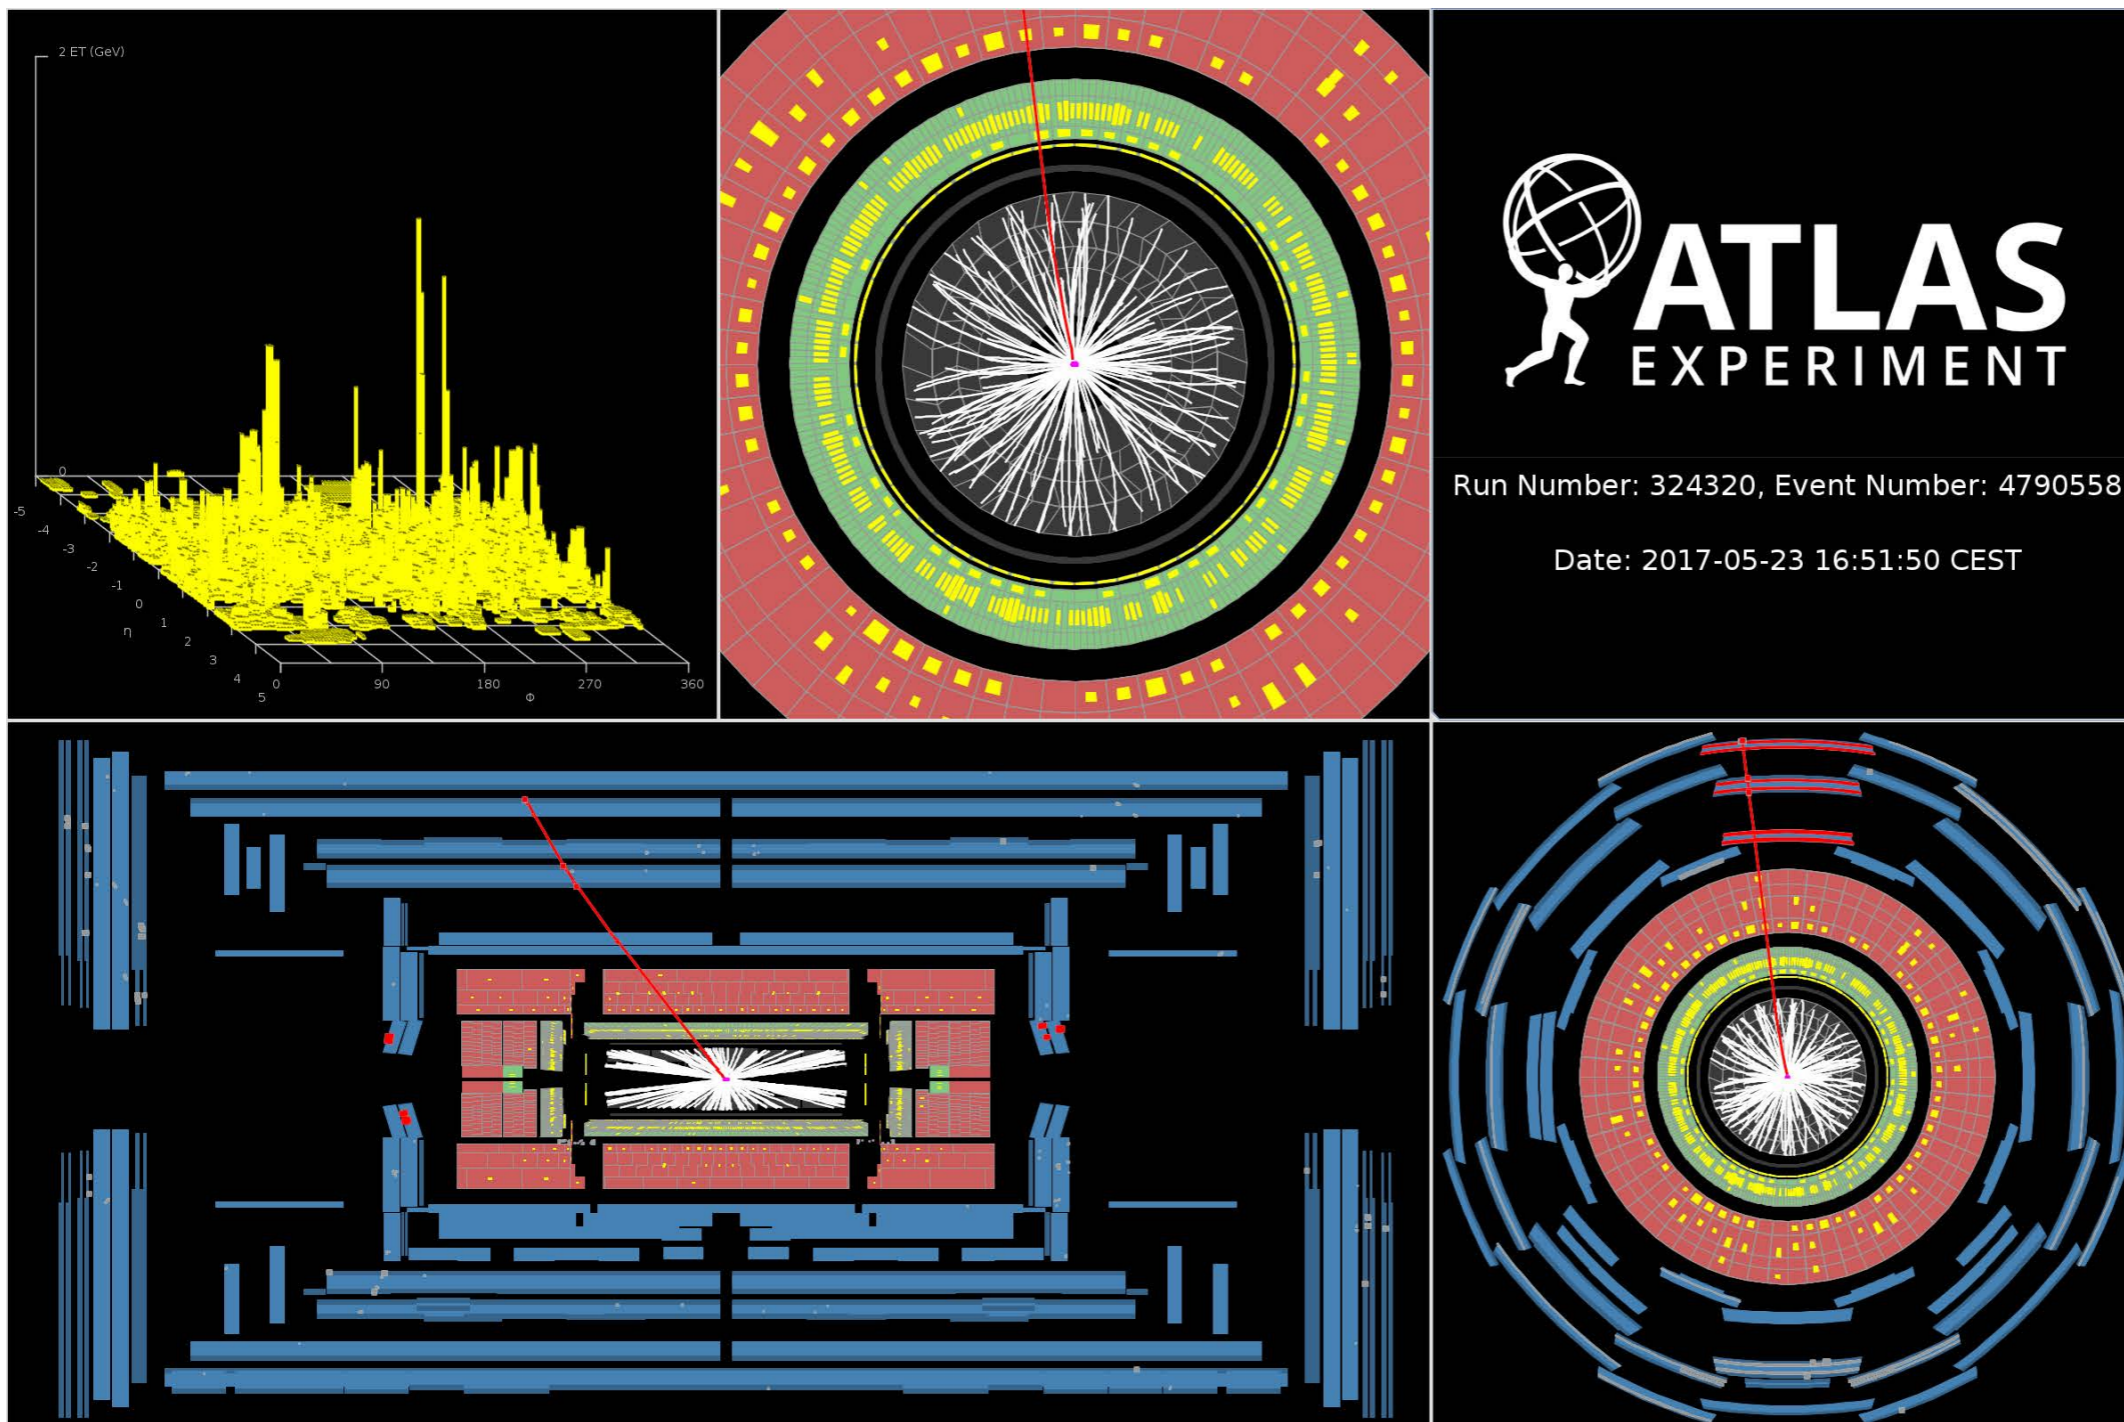 2 ET (GeV)
0
-5
-4
-3
-2
-1
0
1
2
3
4
5
η
0
90
180
270
360
Φ
ATLAS
EXPERIMENT
Run Number: 324320, Event Number: 4790558
Date: 2017-05-23 16:51:50 CEST